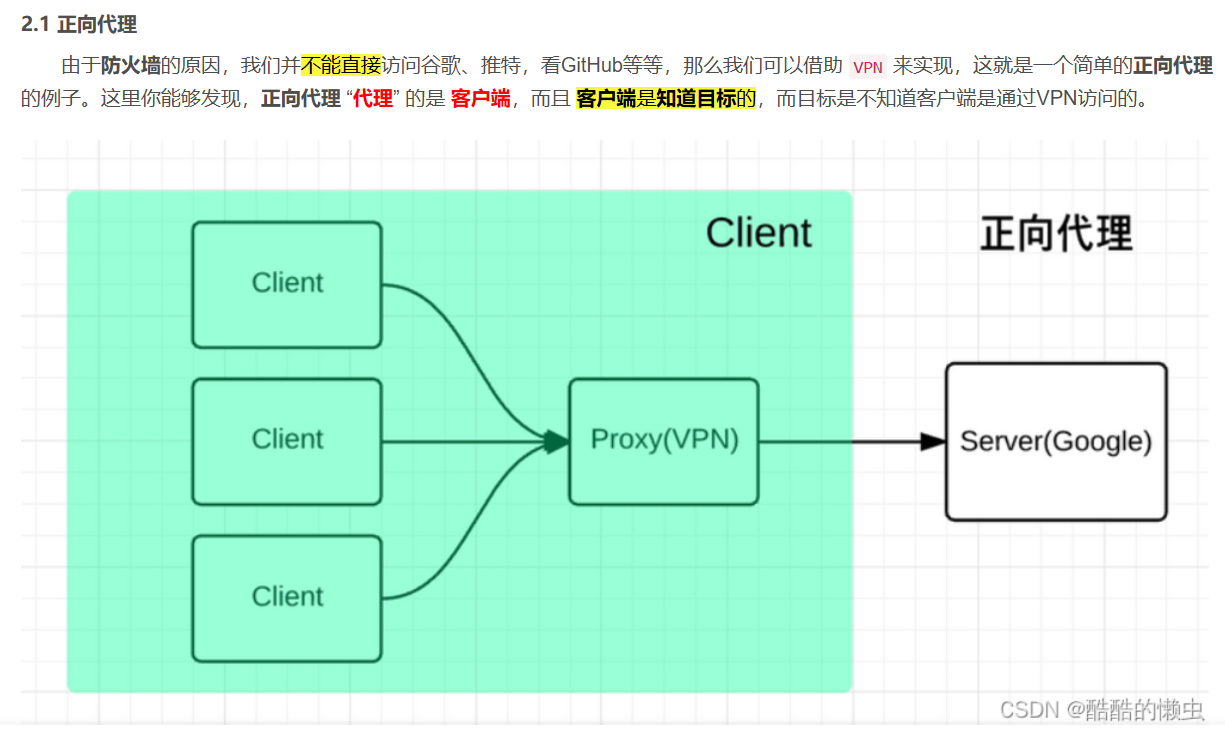 2.1 正向代理
由于防火墙的原因，我们并不能直接访问谷歌、推特，看GitHub等等，那么我们可以借助 VPN 来实现，这就是一个简单的正向代理
的例子。这里你能够发现，正向代理 “代理” 的是 客户端，而且 客户端是知道目标的，而目标是不知道客户端是通过VPN访问的。
Client
正向代理
Client
Client
Proxy(VPN)
Server(Google)
Client
CSDN @酷酷的懒虫